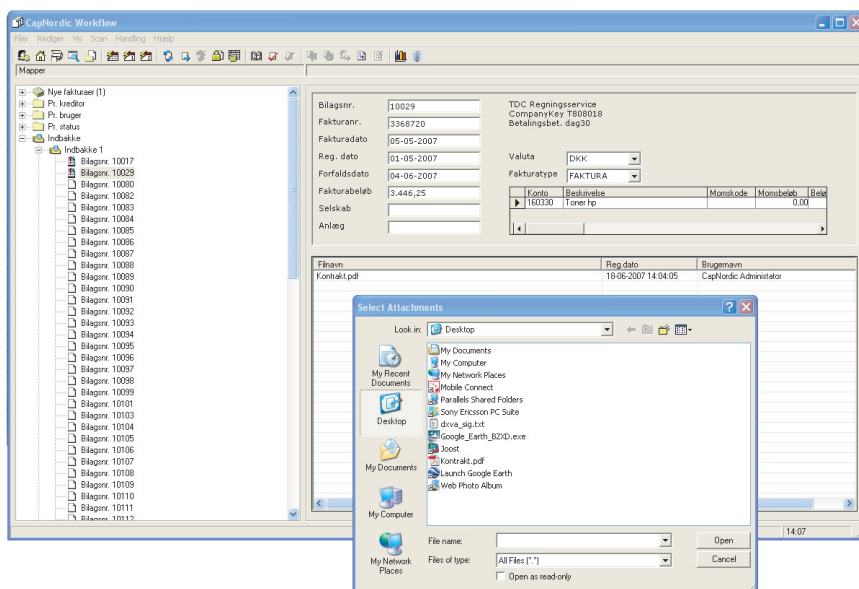 CapNordic Workflow
Filer Rediger Vis Scan Handling Hjælp
Mapper
Nye fakturaer (1)
Pr. kreditor
Pr. bruger
Pr. status
Indbakke
Indbakke 1
Bilagsnr. 10017
Bilagsnr. 10029
Bilagsnr. 10080
Bilagsnr. 10082
Bilagsnr. 10083
Bilagsnr. 10084
Bilagsnr. 10085
Bilagsnr. 10086
Bilagsnr. 10087
Bilagsnr. 10088
Bilagsnr. 10089
Bilagsnr. 10090
Bilagsnr. 10091
Bilagsnr. 10092
Bilagsnr. 10093
Bilagsnr. 10094
Bilagsnr. 10095
Bilagsnr. 10096
Bilagsnr. 10097
Bilagsnr. 10098
Bilagsnr. 10099
Bilagsnr. 10101
Bilagsnr. 10103
Bilagsnr. 10104
Bilagsnr. 10105
Bilagsnr. 10106
Bilagsnr. 10107
Bilagsnr. 10108
Bilagsnr. 10109
Bilagsnr. 10110
Bilagsnr. 10111
Bilagsnr. 10112
Bilagsnr. 10029
Fakturanr. 3368720
Fakturadato 05-05-2007
Reg. dato 01-05-2007
Forfaldsdato 04-06-2007
Fakturabeløb 3.446,25
Selskab
Anlæg
TDC Regningsservice
CompanyKey T808018
Betalingsbet. dag30
Valuta DKK
Fakturatype FAKTURA
Konto Beskrivelse Momskode Momsbeløb Belø
160330 Toner hp 0,00
Filnavn Reg.dato Brugernavn
Kontrakt.pdf 18-06-2007 14:04:05 CapNordic Administator
Select Attachments
Look in: Desktop
My Recent Documents
Desktop
My Documents
My Computer
My Network Places
My Documents
My Computer
My Network Places
Mobile Connect
Parallels Shared Folders
Sony Ericsson PC Suite
dxva_sig.txt
Google_Earth_BZXD.exe
Joost
Kontrakt.pdf
Launch Google Earth
Web Photo Album
File name: Open
Files of type: All Files (*.*) Cancel
Open as read-only
14:07